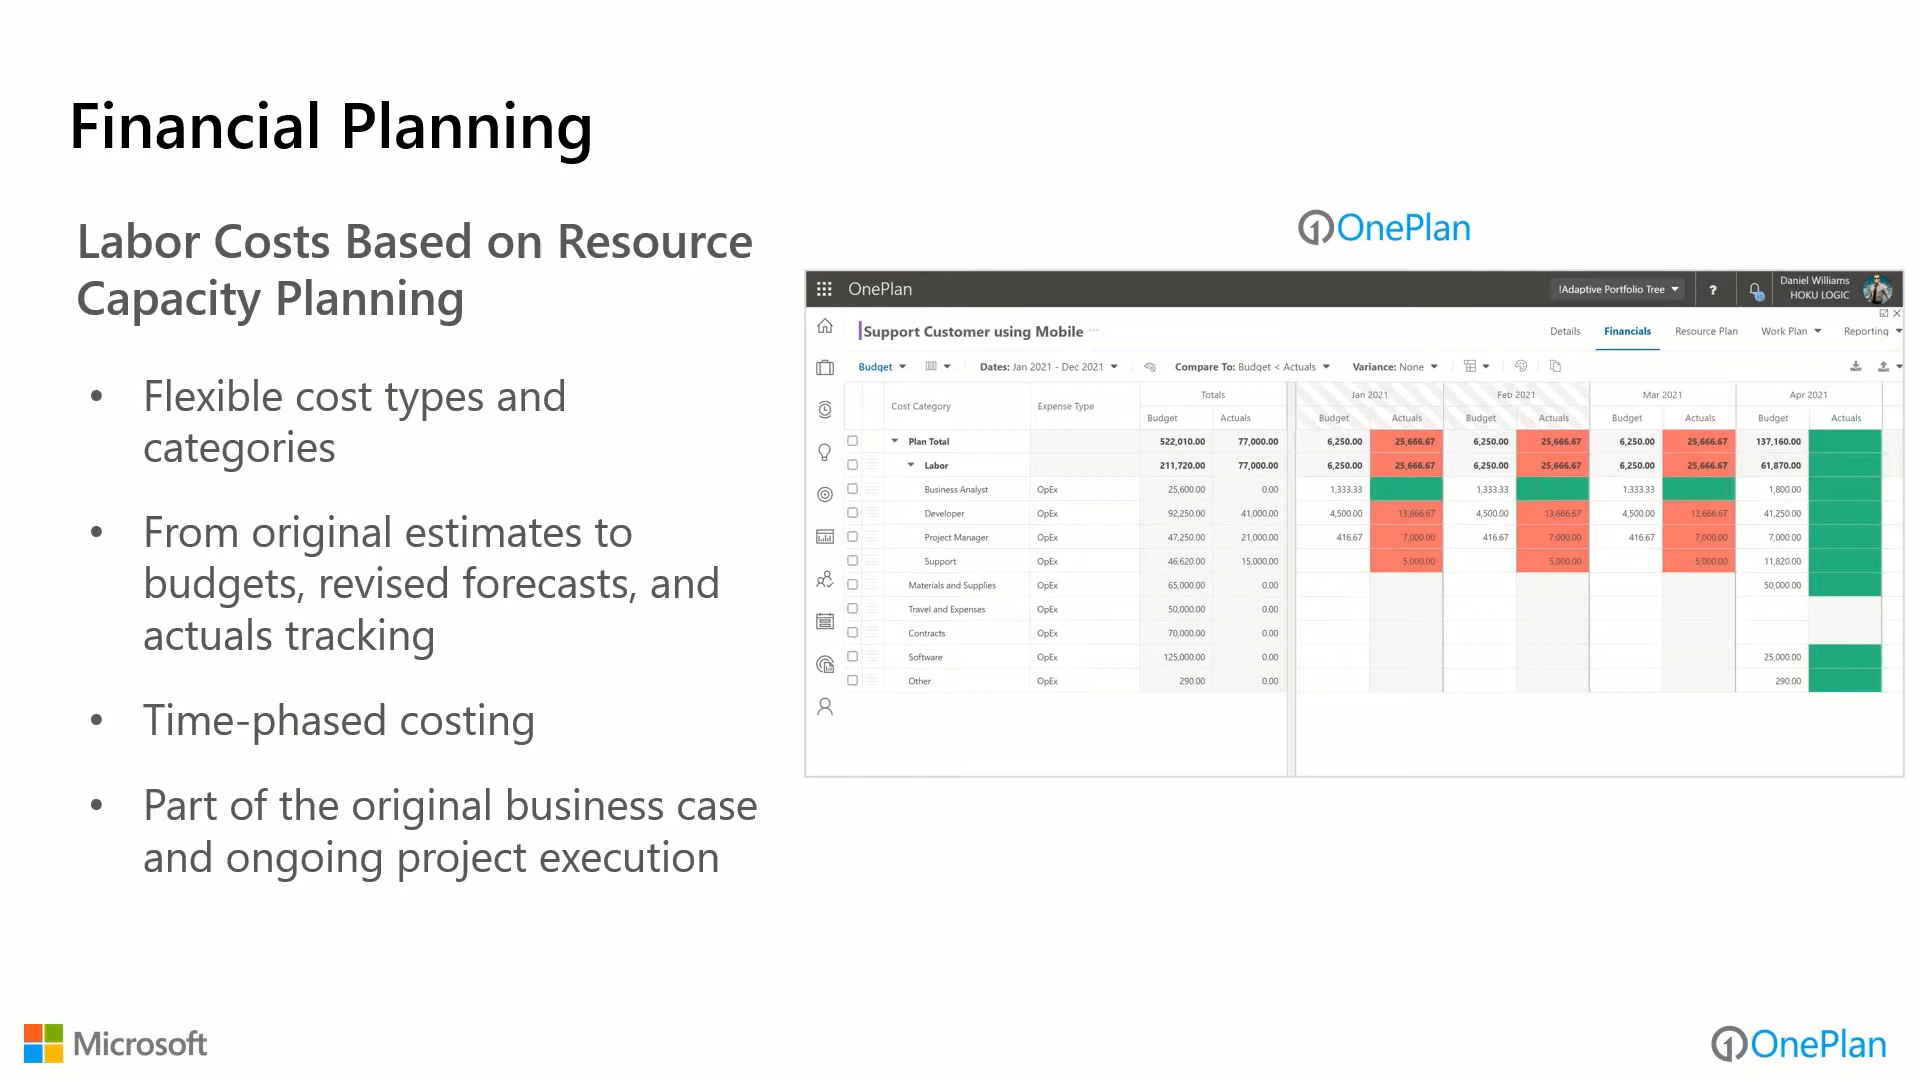 Financial Planning
Labor Costs Based on Resource
Capacity Planning
• Flexible cost types and
categories
• From original estimates to
budgets, revised forecasts, and
actuals tracking
• Time-phased costing
• Part of the original business case
and ongoing project execution
OnePlan
OnePlan !Adaptive Portfolio Tree ? Daniel Williams
HOKU LOGIC
Support Customer using Mobile Details Financials Resource Plan Work Plan Reporting
Budget Dates: Jan 2021 - Dec 2021 Compare To: Budget < Actuals Variance: None
Totals Jan 2021 Feb 2021 Mar 2021 Apr 2021
Cost Category Expense Type
Budget Actuals Budget Actuals Budget Actuals Budget Actuals Budget Actuals
Plan Total 522,010.00 77,000.00 6,250.00 25,666.67 6,250.00 25,666.67 6,250.00 25,666.67 137,160.00
Labor 211,720.00 77,000.00 6,250.00 25,666.67 6,250.00 25,666.67 6,250.00 25,666.67 61,870.00
Business Analyst OpEx 25,600.00 0.00 1,333.33 1,333.33 1,333.33 1,800.00
Developer OpEx 92,250.00 41,000.00 4,500.00 13,666.67 4,500.00 13,666.67 4,500.00 13,666.67 41,250.00
Project Manager OpEx 47,250.00 21,000.00 416.67 7,000.00 416.67 7,000.00 416.67 7,000.00 7,000.00
Support OpEx 46,620.00 15,000.00 5,000.00 5,000.00 5,000.00 11,820.00
Materials and Supplies OpEx 65,000.00 0.00 50,000.00
Travel and Expenses OpEx 50,000.00 0.00
Contracts OpEx 70,000.00 0.00
Software OpEx 125,000.00 0.00 25,000.00
Other OpEx 290.00 0.00 290.00
Microsoft
OnePlan